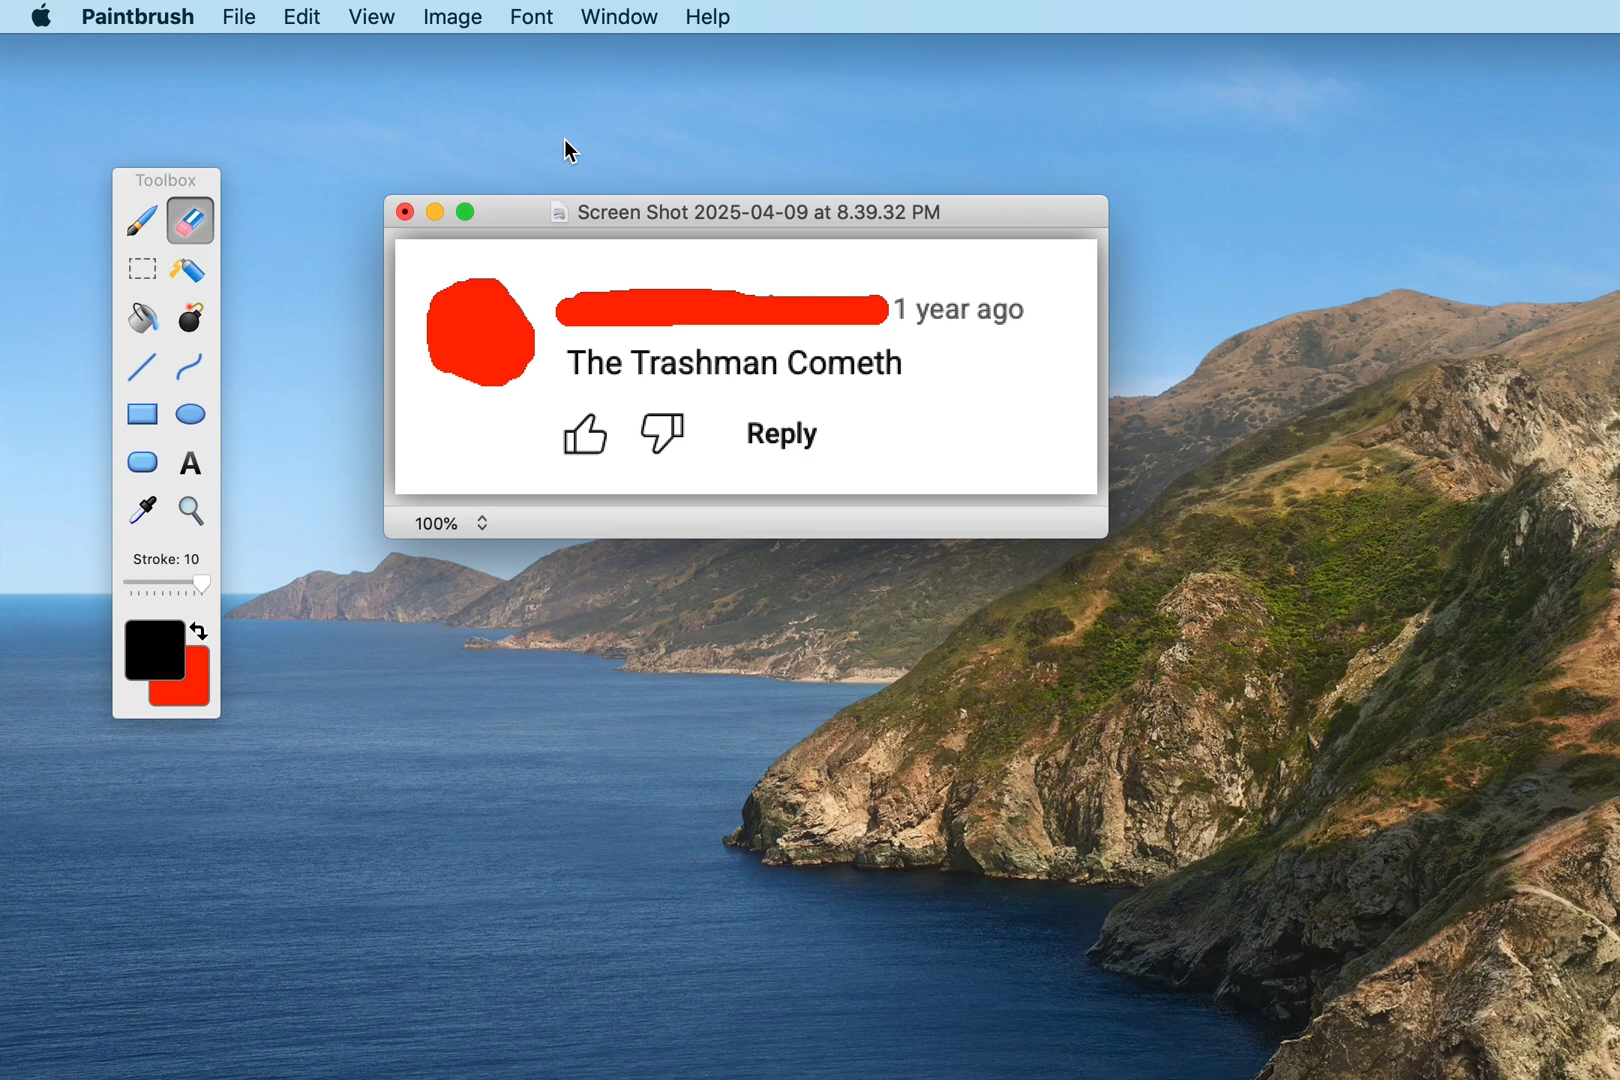 Paintbrush File Edit View Image Font Window Help
Toolbox
Screen Shot 2025-04-09 at 8.39.32 PM
1 year ago
The Trashman Cometh
Reply
A
100%
Stroke: 10